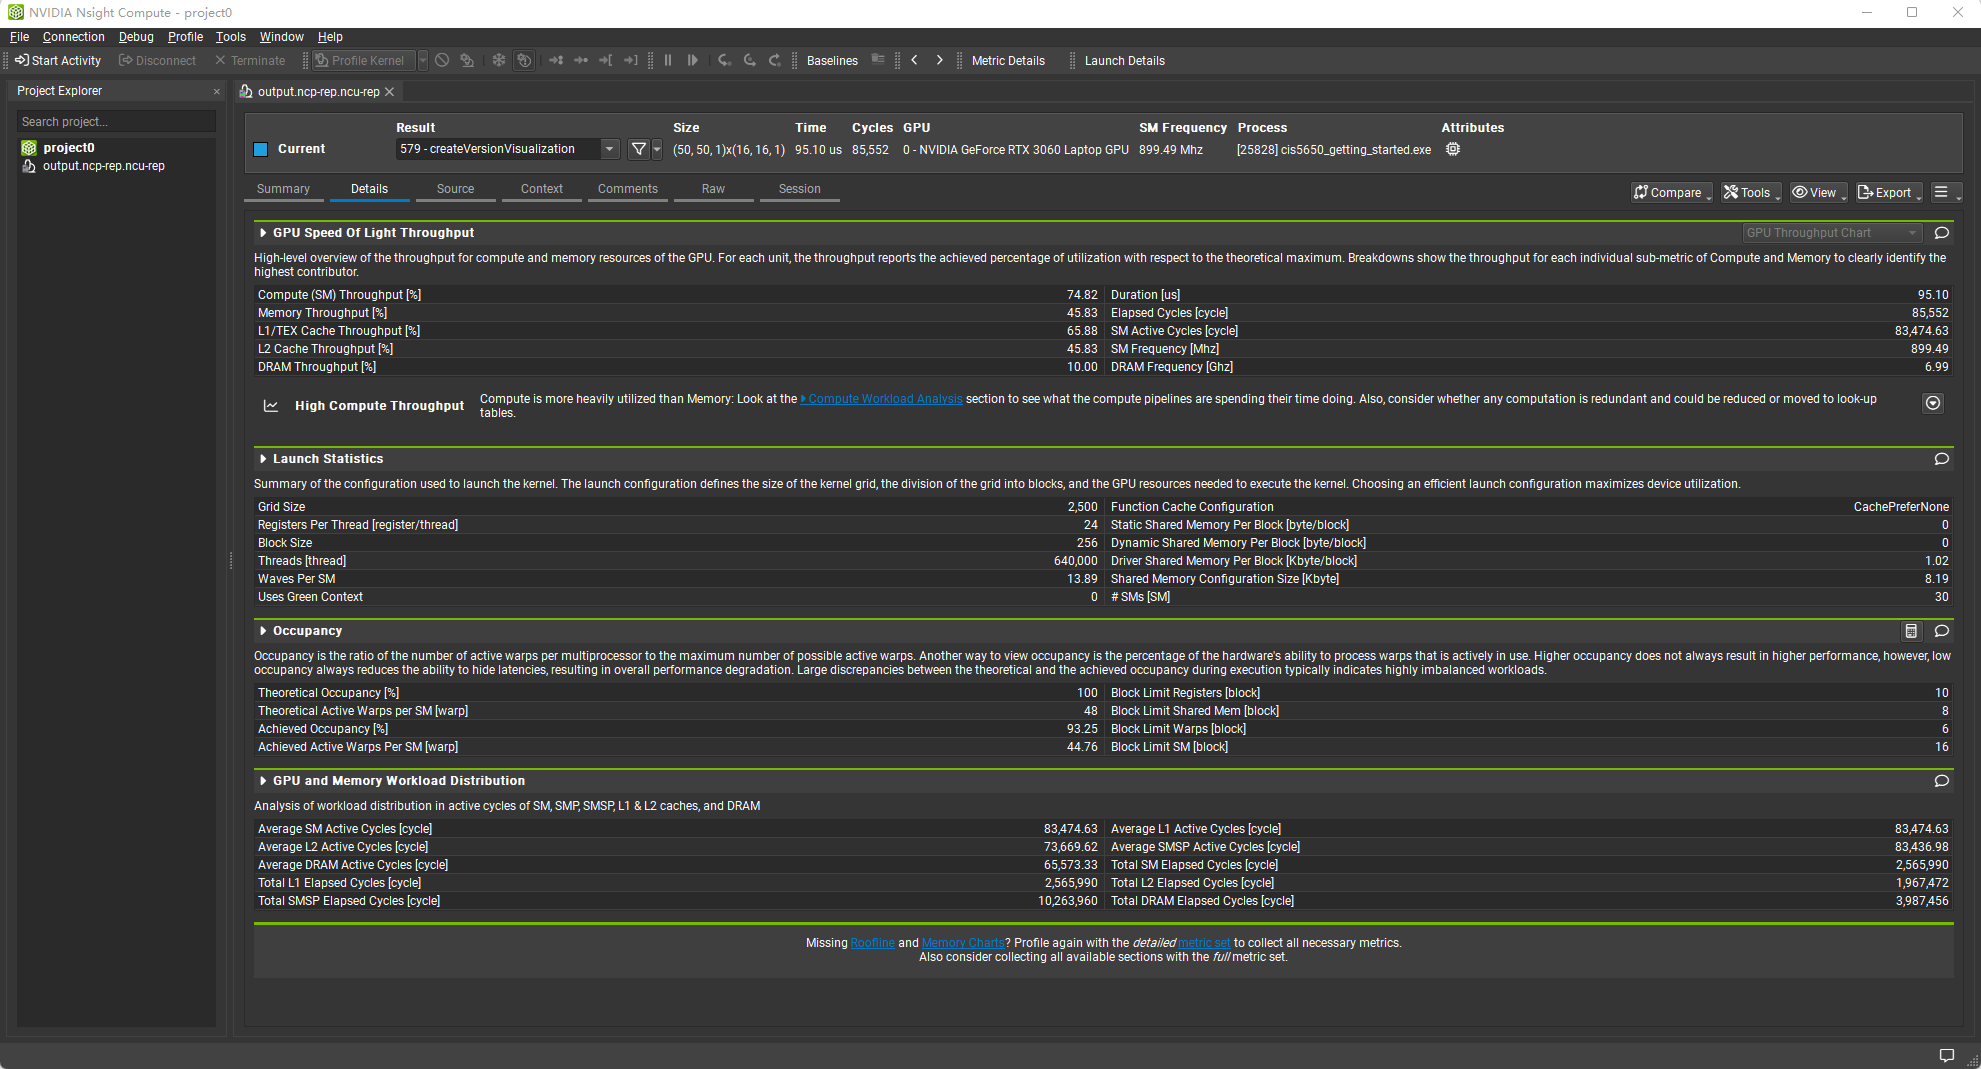 NVIDIA Nsight Compute - project0
File Connection Debug Profile Tools Window Help
Start Activity Disconnect Terminate Profile Kernel Baselines Metric Details Launch Details
Project Explorer
output.ncp-rep.ncu-rep
Search project...
project0
output.ncp-rep.ncu-rep
Result Size Time Cycles GPU SM Frequency Process Attributes
Current 579 - createVersionVisualization (50, 50, 1)x(16, 16, 1) 95.10 us 85,552 0 - NVIDIA GeForce RTX 3060 Laptop GPU 899.49 Mhz [25828] cis5650_getting_started.exe
Summary Details Source Context Comments Raw Session Compare Tools View Export
GPU Speed Of Light Throughput GPU Throughput Chart
High-level overview of the throughput for compute and memory resources of the GPU. For each unit, the throughput reports the achieved percentage of utilization with respect to the theoretical maximum. Breakdowns show the throughput for each individual sub-metric of Compute and Memory to clearly identify the
highest contributor.
Compute (SM) Throughput [%] 74.82 Duration [us] 95.10
Memory Throughput [%] 45.83 Elapsed Cycles [cycle] 85,552
L1/TEX Cache Throughput [%] 65.88 SM Active Cycles [cycle] 83,474.63
L2 Cache Throughput [%] 45.83 SM Frequency [Mhz] 899.49
DRAM Throughput [%] 10.00 DRAM Frequency [Ghz] 6.99
High Compute Throughput
Compute is more heavily utilized than Memory: Look at the Compute Workload Analysis section to see what the compute pipelines are spending their time doing. Also, consider whether any computation is redundant and could be reduced or moved to look-up
tables.
Launch Statistics
Summary of the configuration used to launch the kernel. The launch configuration defines the size of the kernel grid, the division of the grid into blocks, and the GPU resources needed to execute the kernel. Choosing an efficient launch configuration maximizes device utilization.
Grid Size 2,500 Function Cache Configuration CachePreferNone
Registers Per Thread [register/thread] 24 Static Shared Memory Per Block [byte/block] 0
Block Size 256 Dynamic Shared Memory Per Block [byte/block] 0
Threads [thread] 640,000 Driver Shared Memory Per Block [Kbyte/block] 1.02
Waves Per SM 13.89 Shared Memory Configuration Size [Kbyte] 8.19
Uses Green Context 0 # SMs [SM] 30
Occupancy
Occupancy is the ratio of the number of active warps per multiprocessor to the maximum number of possible active warps. Another way to view occupancy is the percentage of the hardware's ability to process warps that is actively in use. Higher occupancy does not always result in higher performance, however, low
occupancy always reduces the ability to hide latencies, resulting in overall performance degradation. Large discrepancies between the theoretical and the achieved occupancy during execution typically indicates highly imbalanced workloads.
Theoretical Occupancy [%] 100 Block Limit Registers [block] 10
Theoretical Active Warps per SM [warp] 48 Block Limit Shared Mem [block] 8
Achieved Occupancy [%] 93.25 Block Limit Warps [block] 6
Achieved Active Warps Per SM [warp] 44.76 Block Limit SM [block] 16
GPU and Memory Workload Distribution
Analysis of workload distribution in active cycles of SM, SMP, SMSP, L1 & L2 caches, and DRAM
Average SM Active Cycles [cycle] 83,474.63 Average L1 Active Cycles [cycle] 83,474.63
Average L2 Active Cycles [cycle] 73,669.62 Average SMSP Active Cycles [cycle] 83,436.98
Average DRAM Active Cycles [cycle] 65,573.33 Total SM Elapsed Cycles [cycle] 2,565,990
Total L1 Elapsed Cycles [cycle] 2,565,990 Total L2 Elapsed Cycles [cycle] 1,967,472
Total SMSP Elapsed Cycles [cycle] 10,263,960 Total DRAM Elapsed Cycles [cycle] 3,987,456
Missing Roofline and Memory Charts? Profile again with the detailed metric set to collect all necessary metrics.
Also consider collecting all available sections with the full metric set.